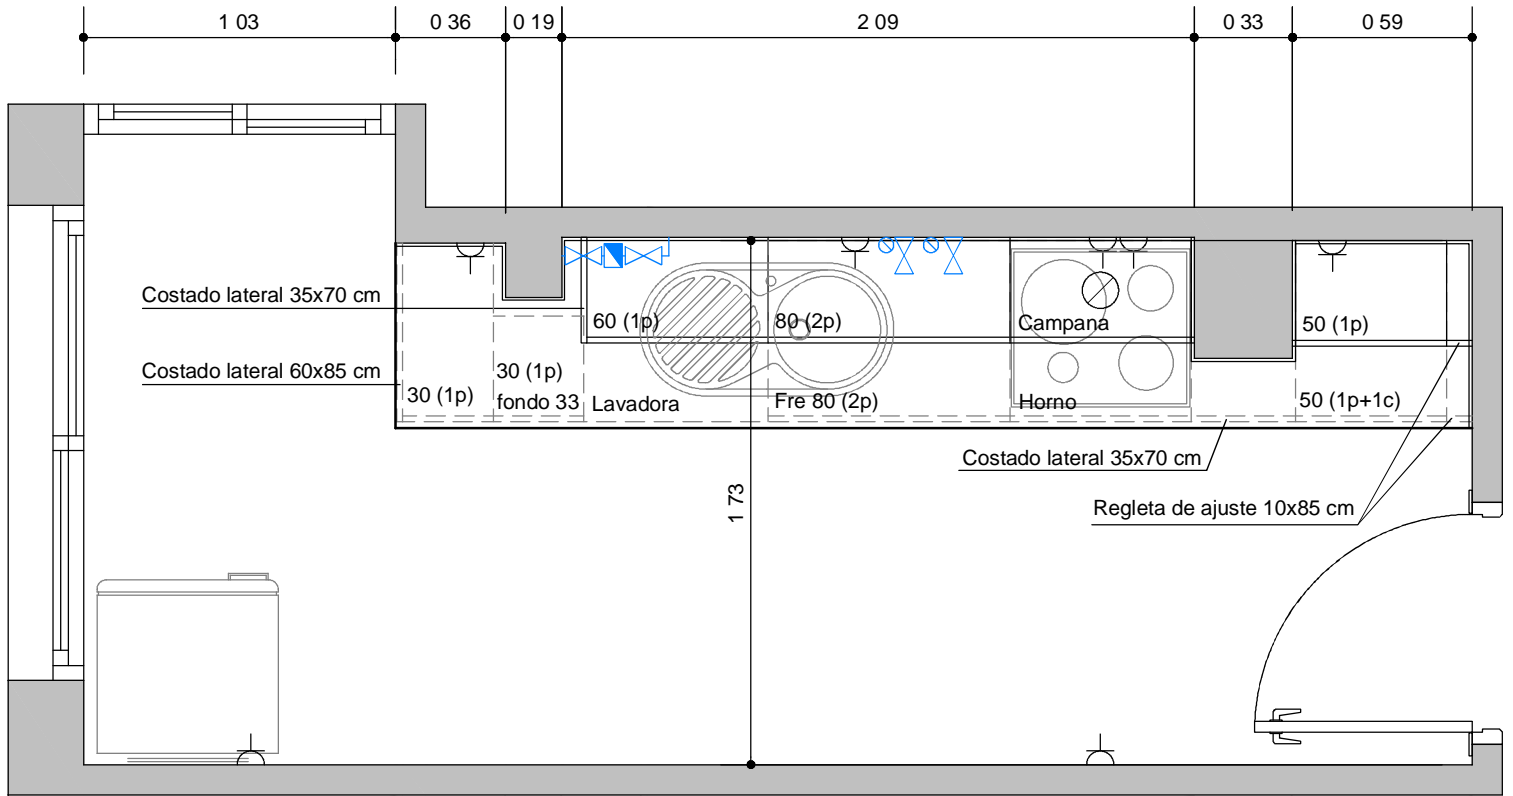 1 03
0 36
0 19
2 09
0 33
0 59
Costado lateral 35x70 cm
60 (1p)
80 (2p)
Campana
50 (1p)
Costado lateral 60x85 cm
30 (1p)
30 (1p)
fondo 33
Lavadora
Fre 80 (2p)
Horno
50 (1p+1c)
Costado lateral 35x70 cm
1 73
Regleta de ajuste 10x85 cm